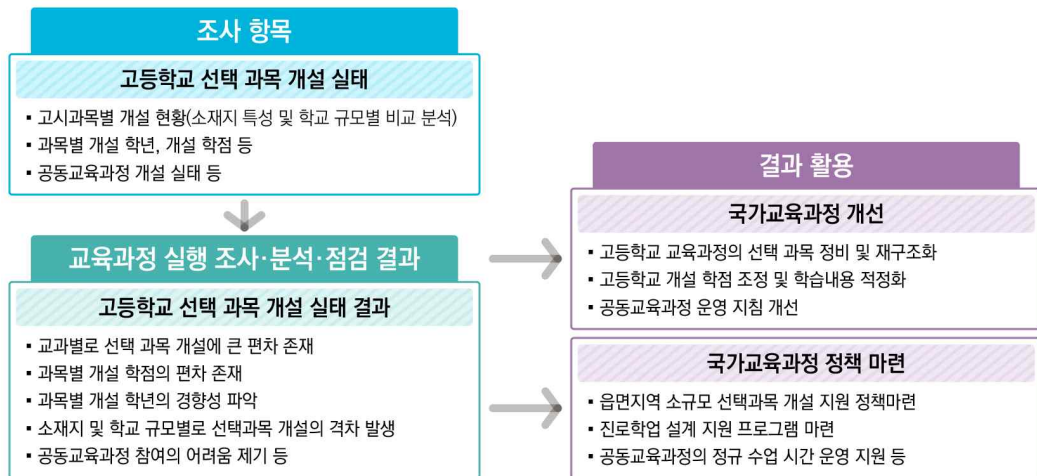 조사 항목
고등학교 선택 과목 개설 실태
▪ 고시과목별 개설 현황(소재지 특성 및 학교 규모별 비교 분석)
▪ 과목별 개설 학년, 개설 학점 등
▪ 공동교육과정 개설 실태 등
교육과정 실행 조사·분석·점검 결과
고등학교 선택 과목 개설 실태 결과
▪ 교과별로 선택 과목 개설에 큰 편차 존재
▪ 과목별 개설 학점의 편차 존재
▪ 과목별 개설 학년의 경향성 파악
▪ 소재지 및 학교 규모별로 선택과목 개설의 격차 발생
▪ 공동교육과정 참여의 어려움 제기 등
결과 활용
국가교육과정 개선
▪ 고등학교 교육과정의 선택 과목 정비 및 재구조화
▪ 고등학교 개설 학점 조정 및 학습내용 적정화
▪ 공동교육과정 운영 지침 개선
국가교육과정 정책 마련
▪ 읍면지역 소규모 선택과목 개설 지원 정책마련
▪ 진로학업 설계 지원 프로그램 마련
▪ 공동교육과정의 정규 수업 시간 운영 지원 등